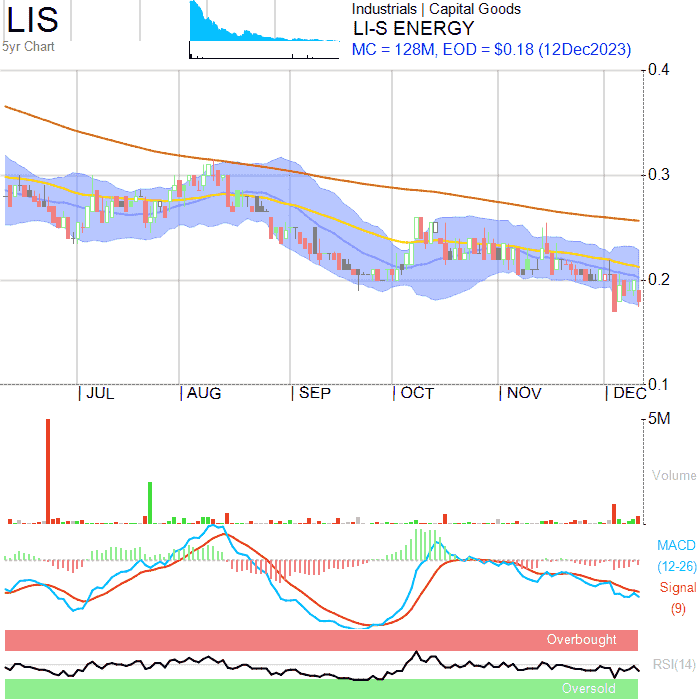 LIS
5yr Chart
Industrials | Capital Goods
LI-S ENERGY
MC = 128M, EOD = $0.18 (12Dec2023)
0.4
0.3
0.2
0.1
JUL
AUG
SEP
OCT
NOV
DEC
5M
Volume
MACD
(12-26)
Signal
(9)
Overbought
RSI(14)
Oversold